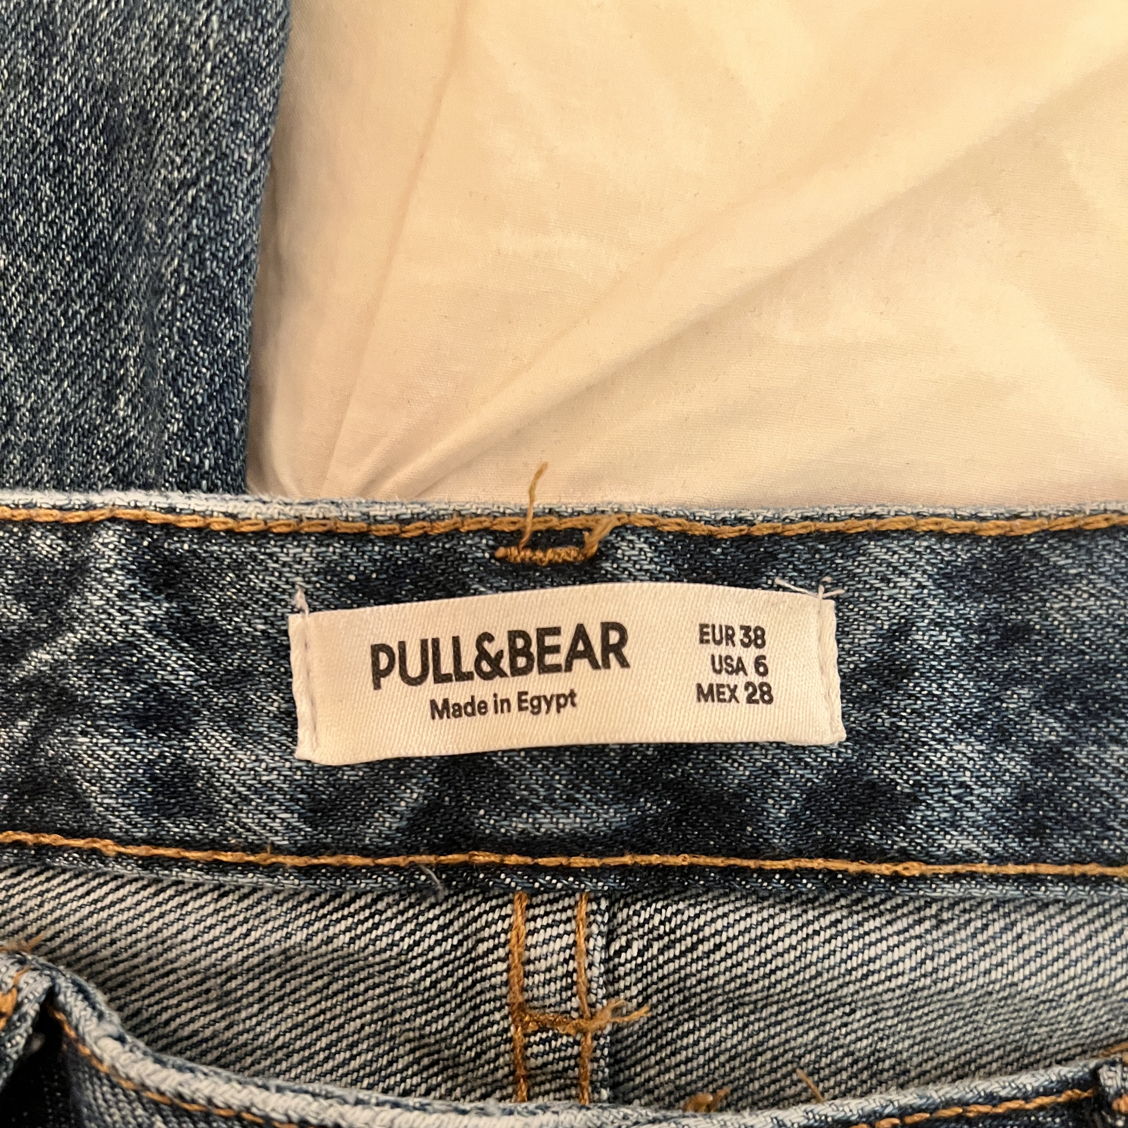 PULL&BEAR
Made in Egypt
EUR 38
USA 6
MEX 28